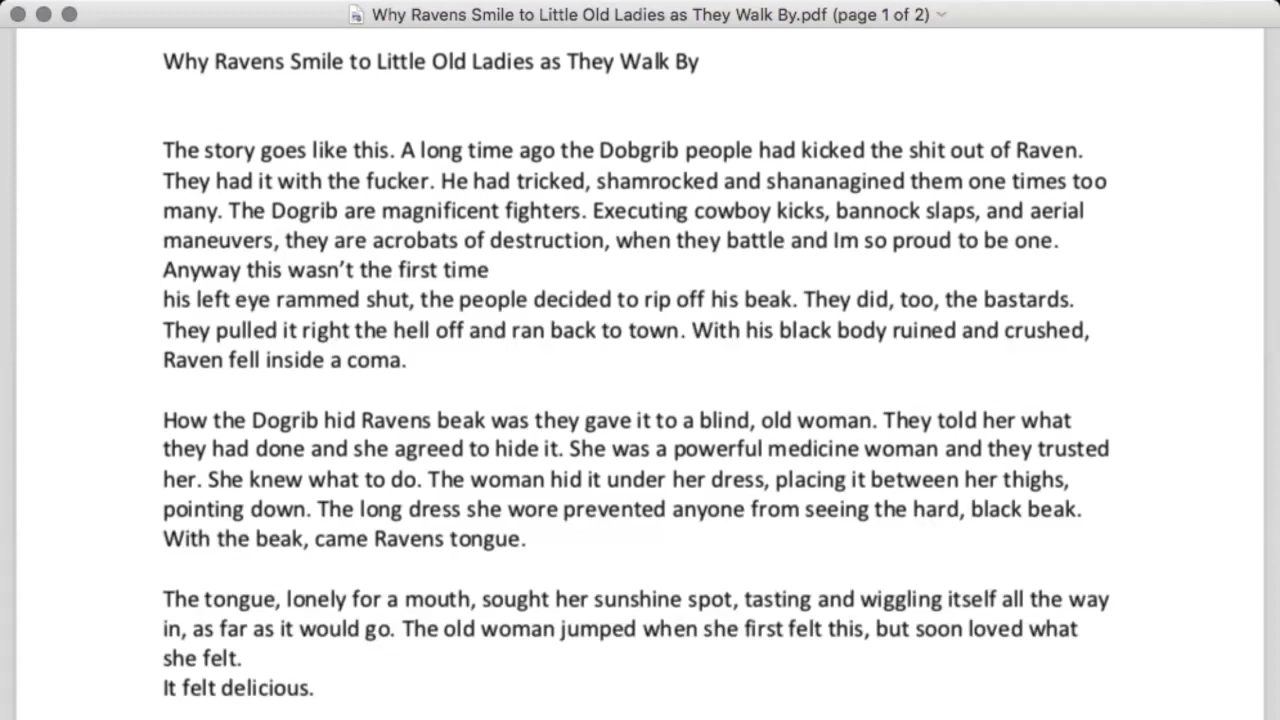 Why Ravens Smile to Little Old Ladies as They Walk By.pdf (page 1 of 2)
Why Ravens Smile to Little Old Ladies as They Walk By
The story goes like this. A long time ago the Dobgrib people had kicked the shit out of Raven.
They had it with the fucker. He had tricked, shamrocked and shananagined them one times too
many. The Dogrib are magnificent fighters. Executing cowboy kicks, bannock slaps, and aerial
maneuvers, they are acrobats of destruction, when they battle and Im so proud to be one.
Anyway this wasn’t the first time
his left eye rammed shut, the people decided to rip off his beak. They did, too, the bastards.
They pulled it right the hell off and ran back to town. With his black body ruined and crushed,
Raven fell inside a coma.
How the Dogrib hid Ravens beak was they gave it to a blind, old woman. They told her what
they had done and she agreed to hide it. She was a powerful medicine woman and they trusted
her. She knew what to do. The woman hid it under her dress, placing it between her thighs,
pointing down. The long dress she wore prevented anyone from seeing the hard, black beak.
With the beak, came Ravens tongue.
The tongue, lonely for a mouth, sought her sunshine spot, tasting and wiggling itself all the way
in, as far as it would go. The old woman jumped when she first felt this, but soon loved what
she felt.
It felt delicious.